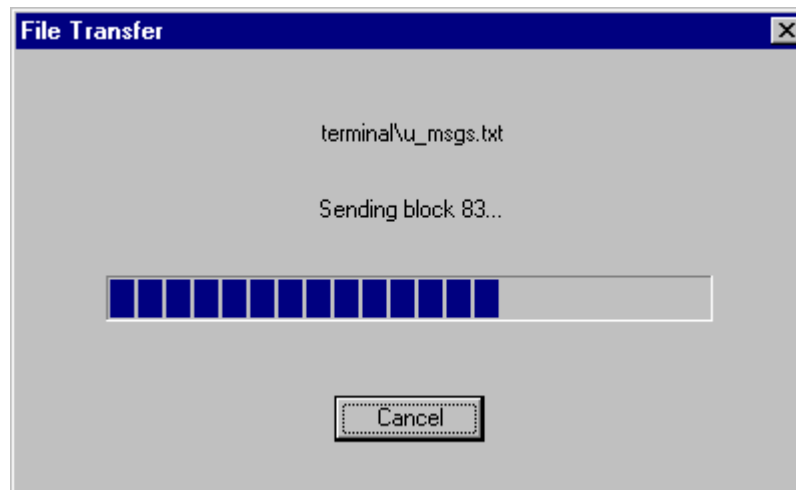 File Transfer
terminal\u_msgs.txt
Sending block 83...
Cancel